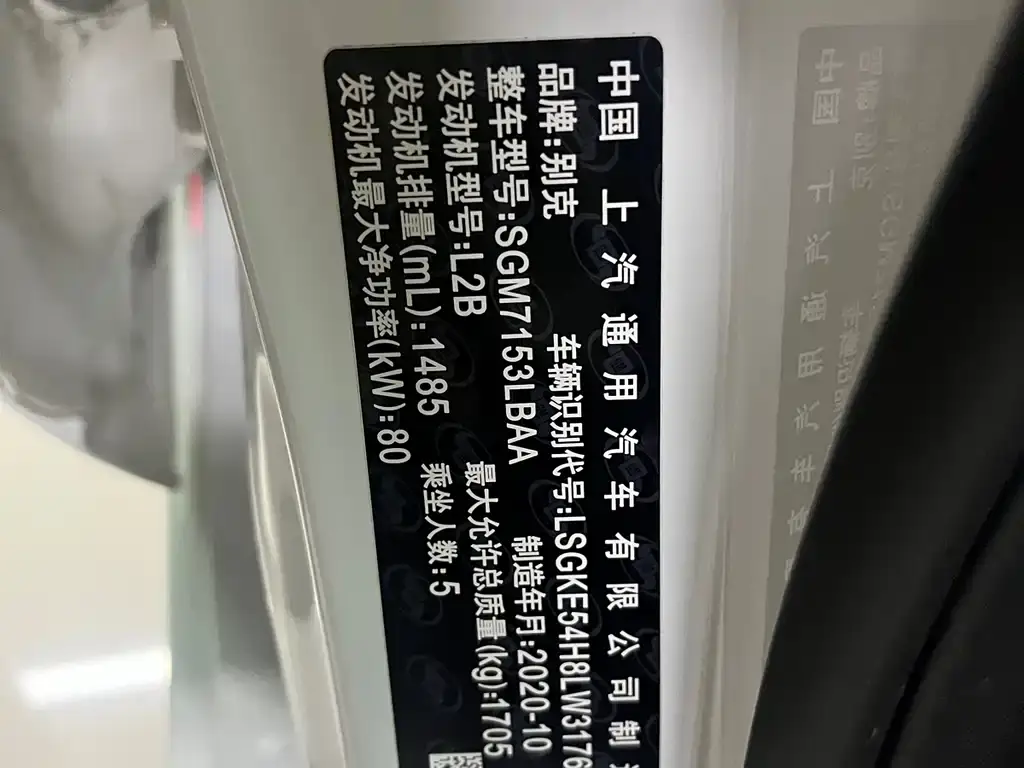 中国 上汽通用汽车有限公司制
品牌:别克 车辆识别代号:LSGKE54H8LW3176
整车型号:SGM7153LBAA 制造年月:2020-10
发动机型号:L2B 最大允许总质量(kg):1705
发动机排量(mL):1485 乘坐人数:5
发动机最大净功率(kW):80